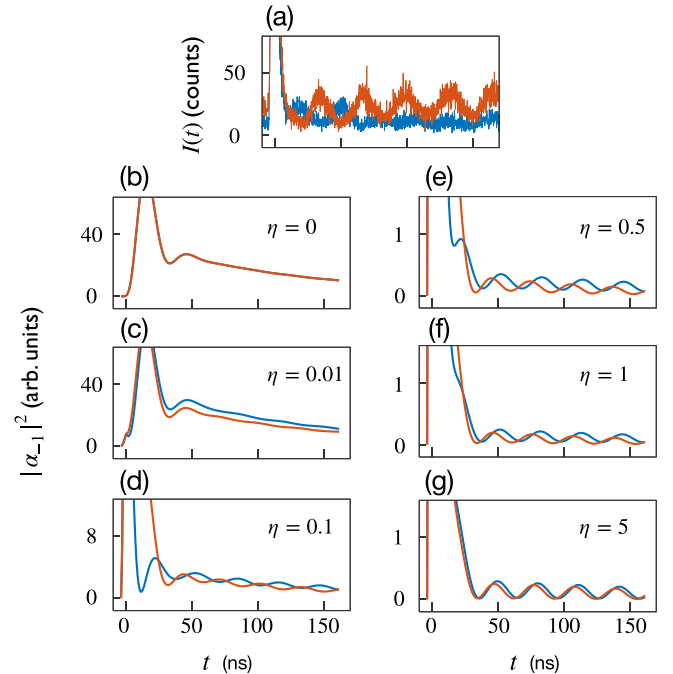 (a)
I(t) (counts)
50
0
(b)
η = 0
40
0
(c)
η = 0.01
40
0
(d)
η = 0.1
8
0
0
50
100
150
t (ns)
|α₋₁|² (arb. units)
(e)
η = 0.5
1
0
(f)
η = 1
1
0
(g)
η = 5
1
0
0
50
100
150
t (ns)